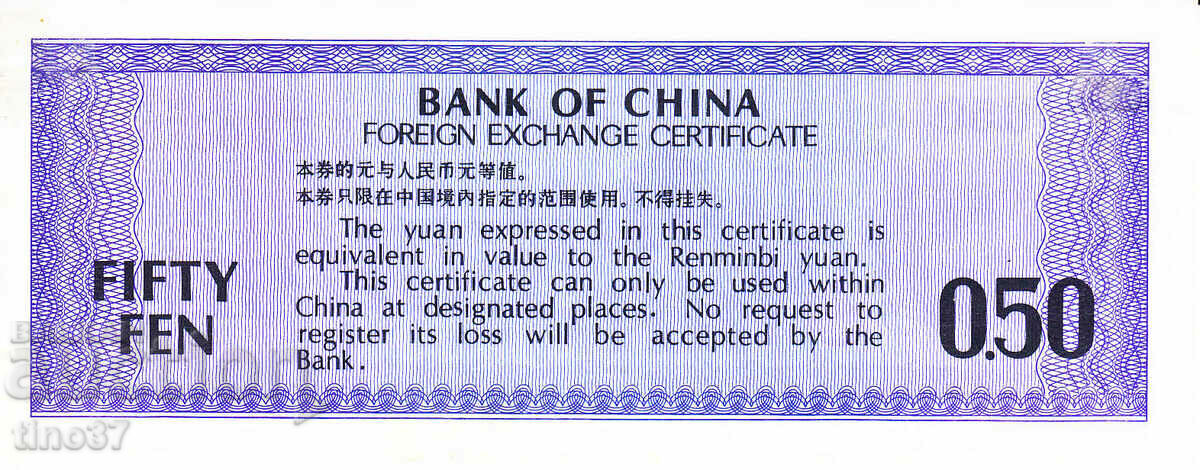 BANK OF CHINA
FOREIGN EXCHANGE CERTIFICATE
本券的元与人民币元等值。
本券只限在中国境内指定的范围使用。不得挂失。
The yuan expressed in this certificate is
equivalent in value to the Renminbi yuan.
This certificate can only be used within
China at designated places. No request to
register its loss will be accepted by the
Bank.
FIFTY
FEN
0.50
tino37